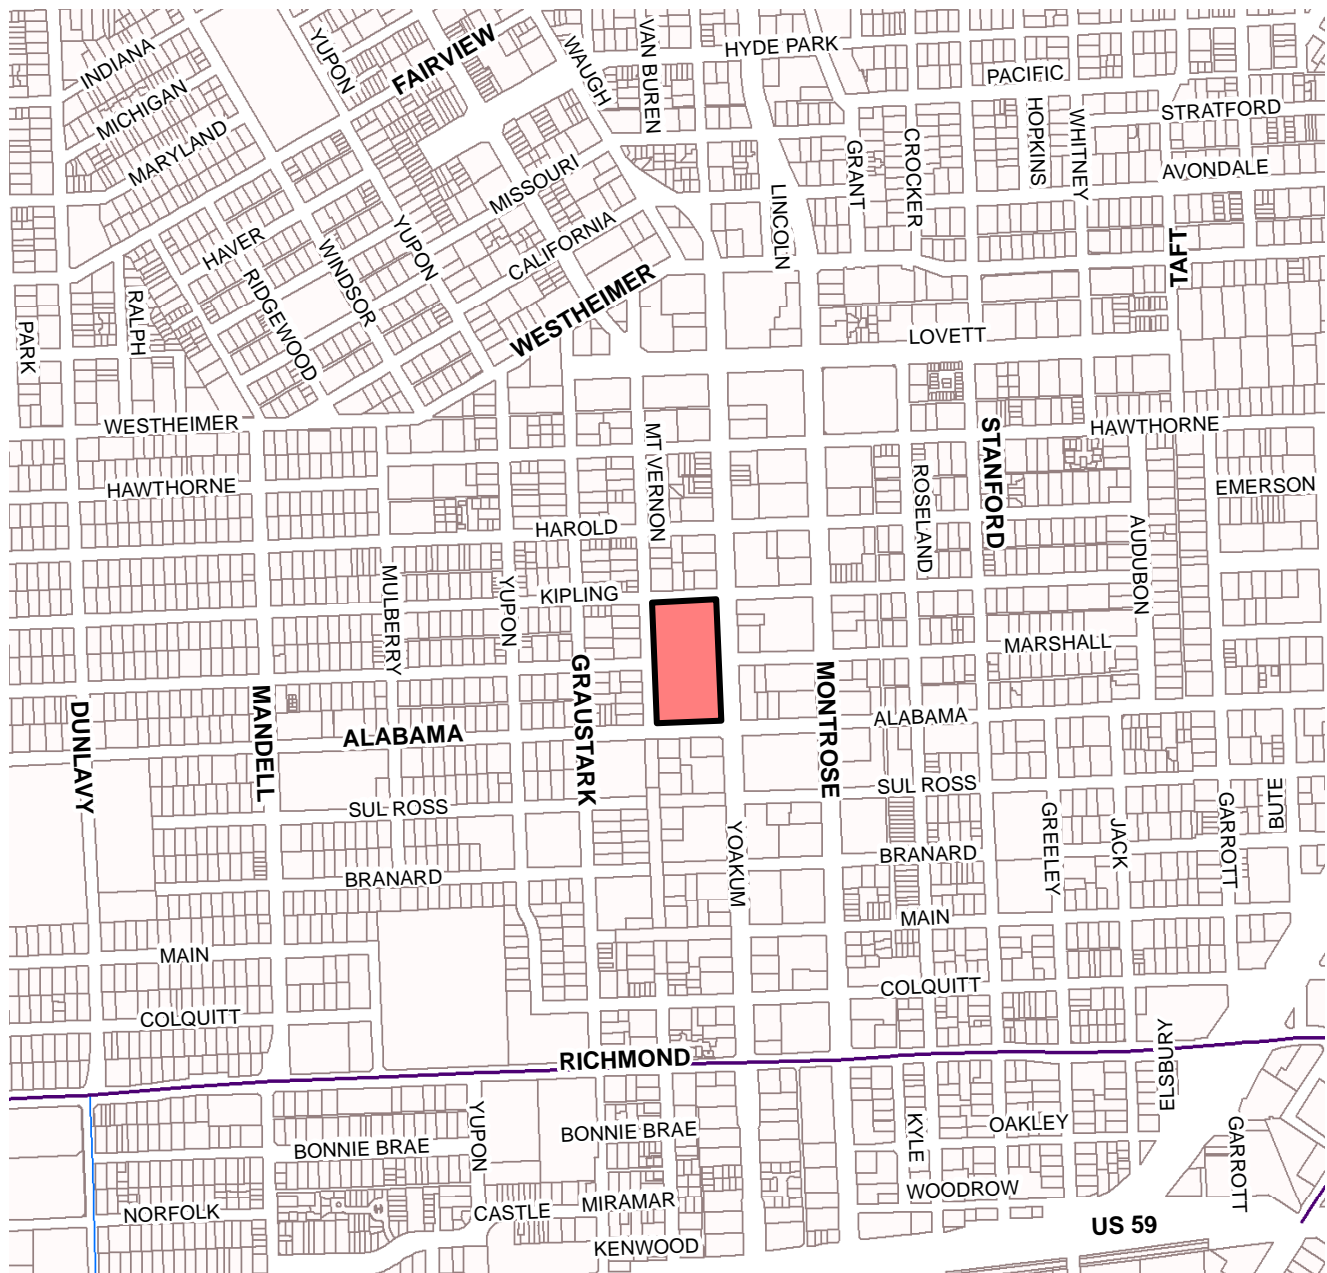 INDIANA
YUPON
FAIRVIEW
WAUGH
VAN BUREN
HYDE PARK
PACIFIC
MICHIGAN
HOPKINS
WHITNEY
STRATFORD
MARYLAND
GRANT
CROCKER
AVONDALE
MISSOURI
LINCOLN
HAVER
WINDSOR
YUPON
CALIFORNIA
TAFT
RIDGEWOOD
WESTHEIMER
PARK
RALPH
LOVETT
WESTHEIMER
MT VERNON
STANFORD
HAWTHORNE
HAWTHORNE
ROSELAND
EMERSON
HAROLD
AUDUBON
MULBERRY
YUPON
KIPLING
MARSHALL
GRAUSTARK
MONTROSE
DUNLAVY
MANDELL
ALABAMA
ALABAMA
SUL ROSS
SUL ROSS
GREELEY
JACK
GARROTT
BUTE
YOAKUM
BRANARD
BRANARD
MAIN
MAIN
COLQUITT
COLQUITT
RICHMOND
ELSBURY
YUPON
BONNIE BRAE
BONNIE BRAE
KYLE
OAKLEY
GARROTT
NORFOLK
CASTLE
MIRAMAR
WOODROW
KENWOOD
US 59